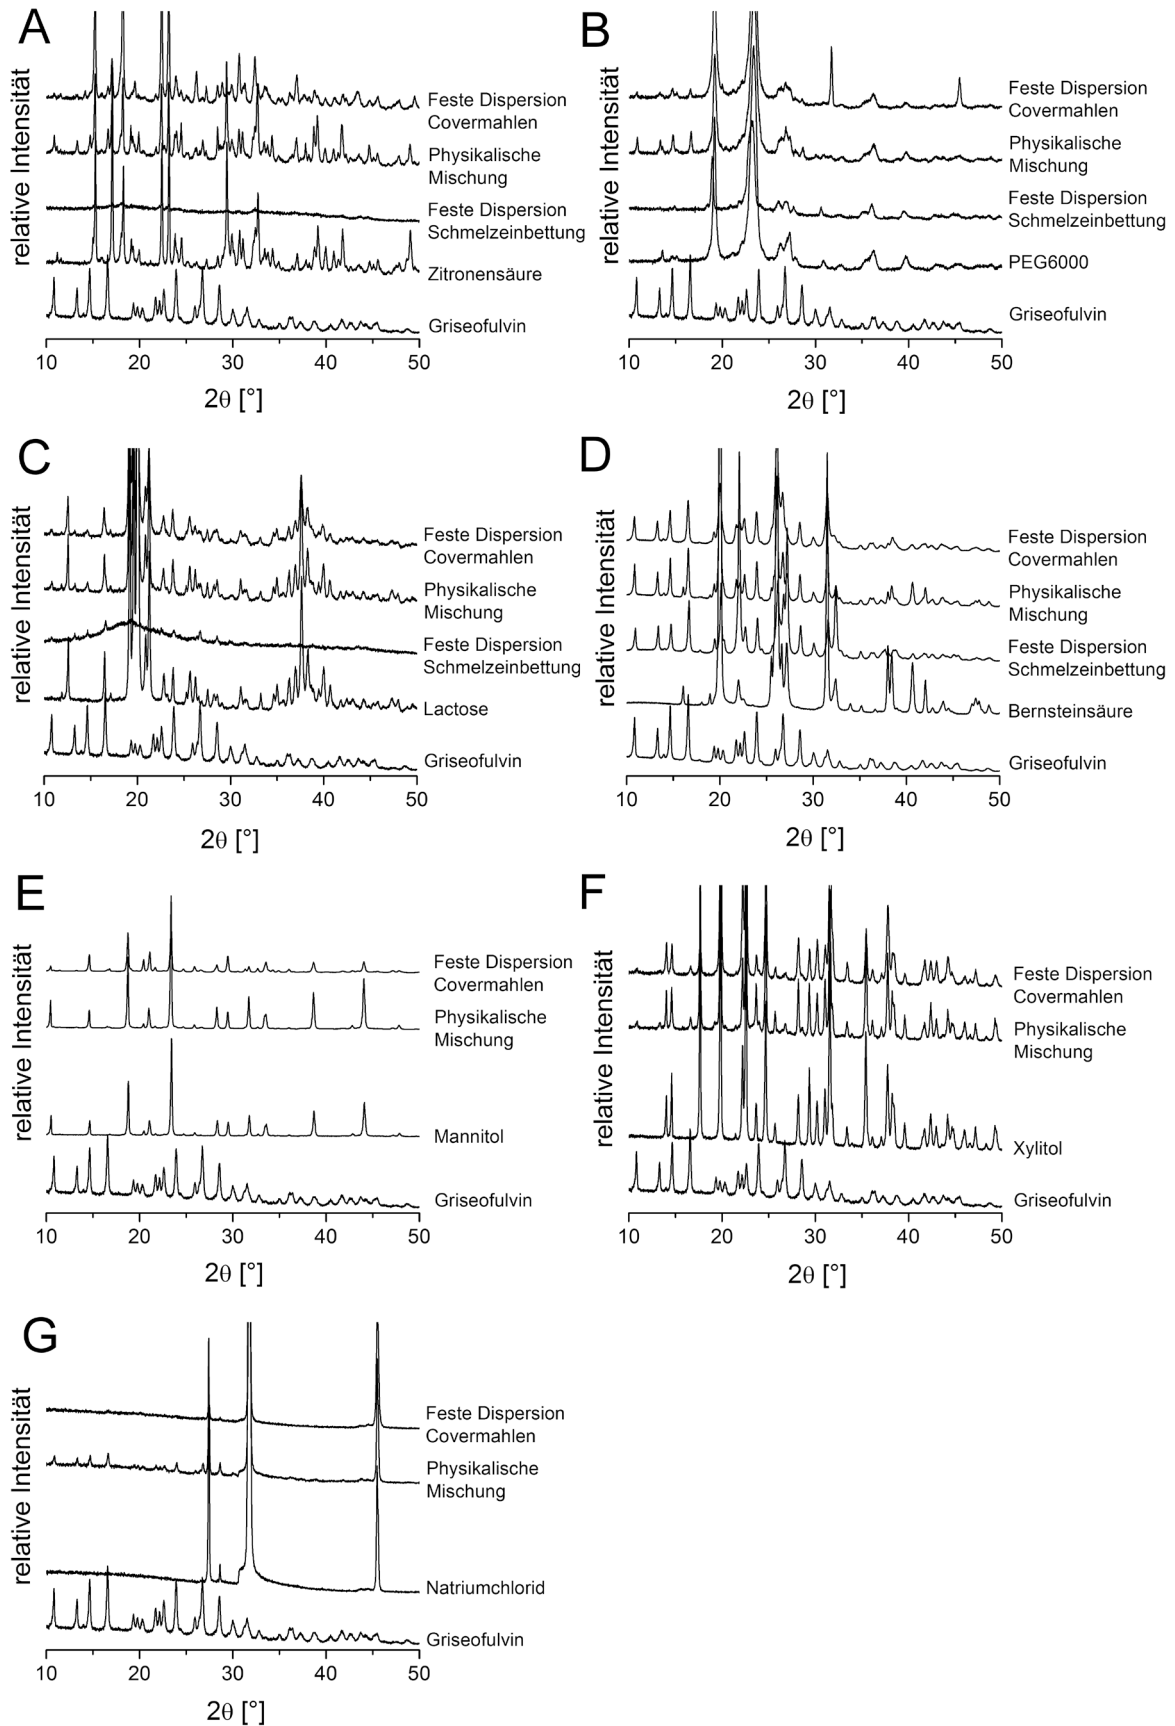 A
relative Intensität
Feste Dispersion
Covermahlen
Physikalische
Mischung
Feste Dispersion
Schmelzeinbettung
Zitronensäure
Griseofulvin
10 20 30 40 50
2θ [°]
B
relative Intensität
Feste Dispersion
Covermahlen
Physikalische
Mischung
Feste Dispersion
Schmelzeinbettung
PEG6000
Griseofulvin
10 20 30 40 50
2θ [°]
C
relative Intensität
Feste Dispersion
Covermahlen
Physikalische
Mischung
Feste Dispersion
Schmelzeinbettung
Lactose
Griseofulvin
10 20 30 40 50
2θ [°]
D
relative Intensität
Feste Dispersion
Covermahlen
Physikalische
Mischung
Feste Dispersion
Schmelzeinbettung
Bernsteinsäure
Griseofulvin
10 20 30 40 50
2θ [°]
E
relative Intensität
Feste Dispersion
Covermahlen
Physikalische
Mischung
Mannitol
Griseofulvin
10 20 30 40 50
2θ [°]
F
relative Intensität
Feste Dispersion
Covermahlen
Physikalische
Mischung
Xylitol
Griseofulvin
10 20 30 40 50
2θ [°]
G
relative Intensität
Feste Dispersion
Covermahlen
Physikalische
Mischung
Natriumchlorid
Griseofulvin
10 20 30 40 50
2θ [°]